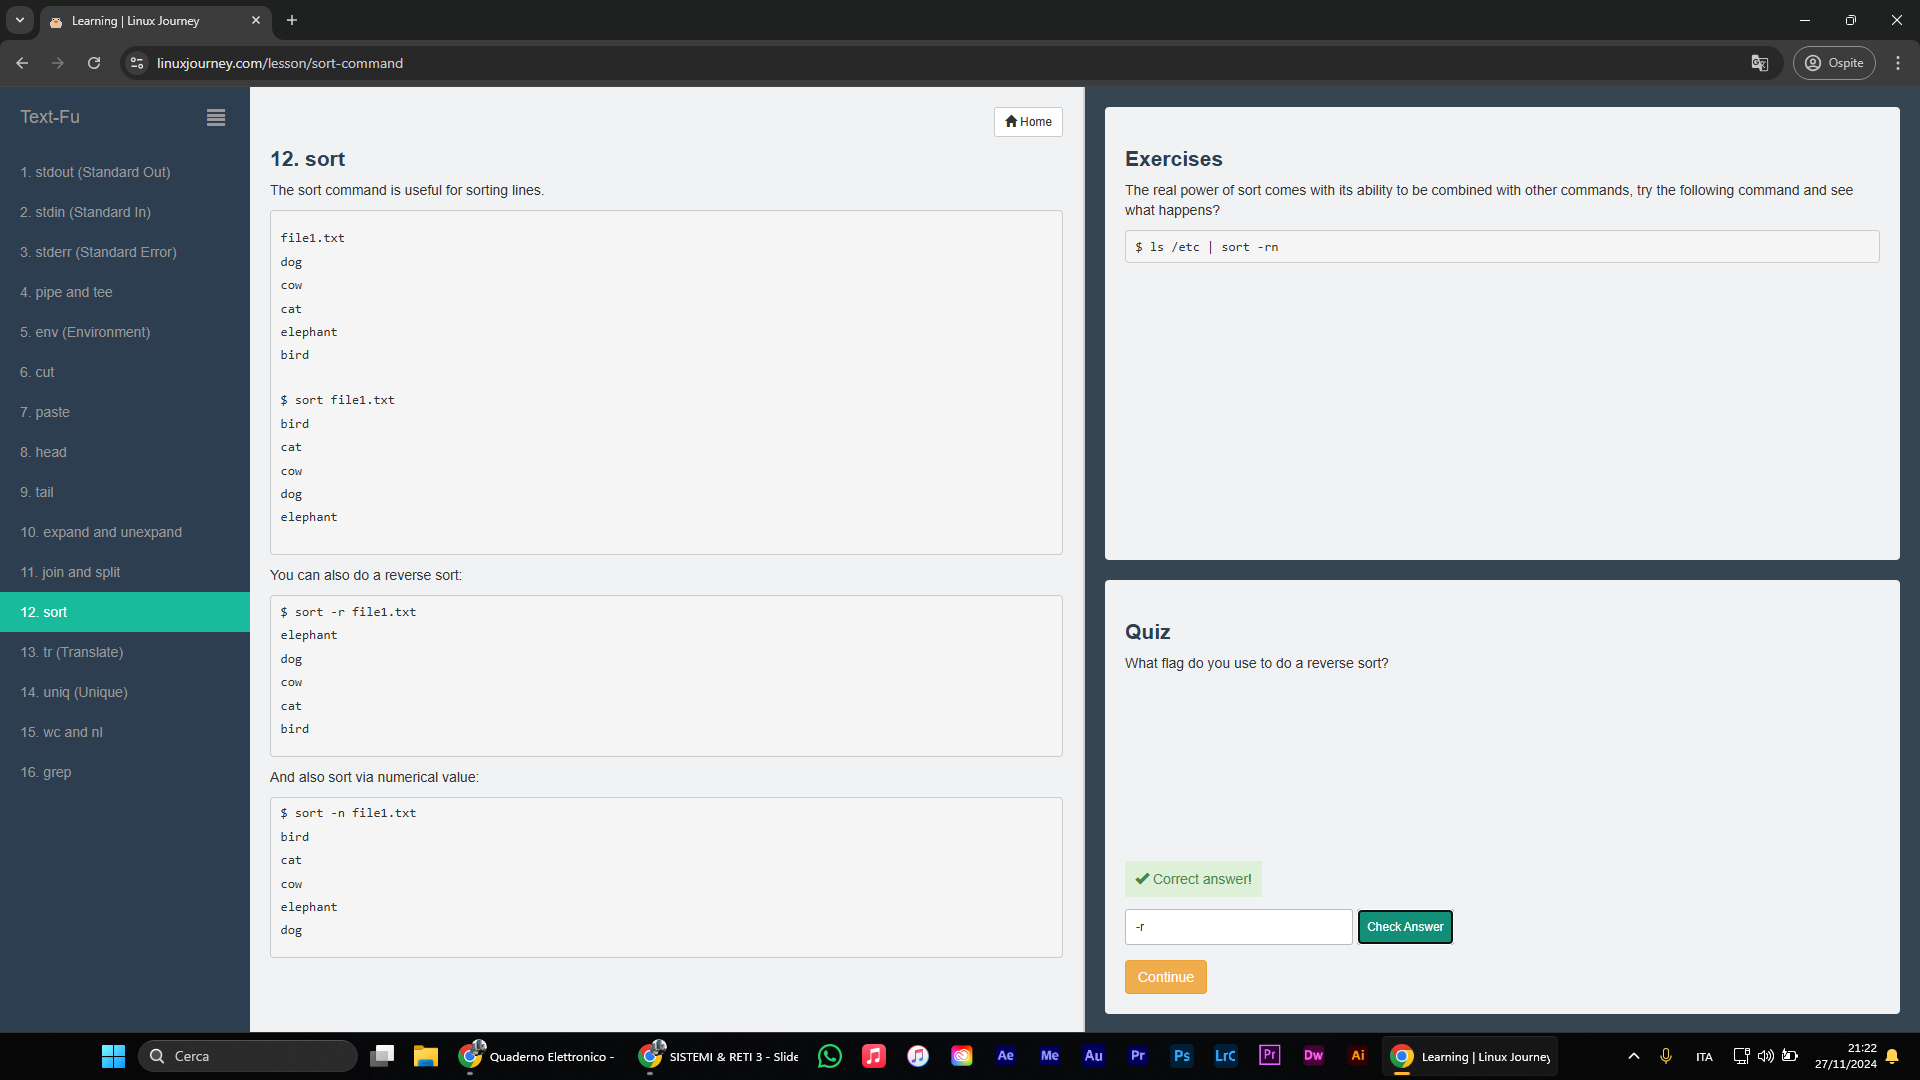 Learning | Linux Journey
linuxjourney.com/lesson/sort-command
Ospite
Text-Fu
1. stdout (Standard Out)
2. stdin (Standard In)
3. stderr (Standard Error)
4. pipe and tee
5. env (Environment)
6. cut
7. paste
8. head
9. tail
10. expand and unexpand
11. join and split
12. sort
13. tr (Translate)
14. uniq (Unique)
15. wc and nl
16. grep
Home
12. sort
The sort command is useful for sorting lines.
file1.txt
dog
cow
cat
elephant
bird
$ sort file1.txt
bird
cat
cow
dog
elephant
You can also do a reverse sort:
$ sort -r file1.txt
elephant
dog
cow
cat
bird
And also sort via numerical value:
$ sort -n file1.txt
bird
cat
cow
elephant
dog
Exercises
The real power of sort comes with its ability to be combined with other commands, try the following command and see
what happens?
$ ls /etc | sort -rn
Quiz
What flag do you use to do a reverse sort?
Correct answer!
-r
Check Answer
Continue
Cerca
Quaderno Elettronico -
SISTEMI & RETI 3 - Slide
Ae
Me
Au
Pr
Ps
LrC
Pr
Dw
Ai
Learning | Linux Journey
ITA
21:22
27/11/2024